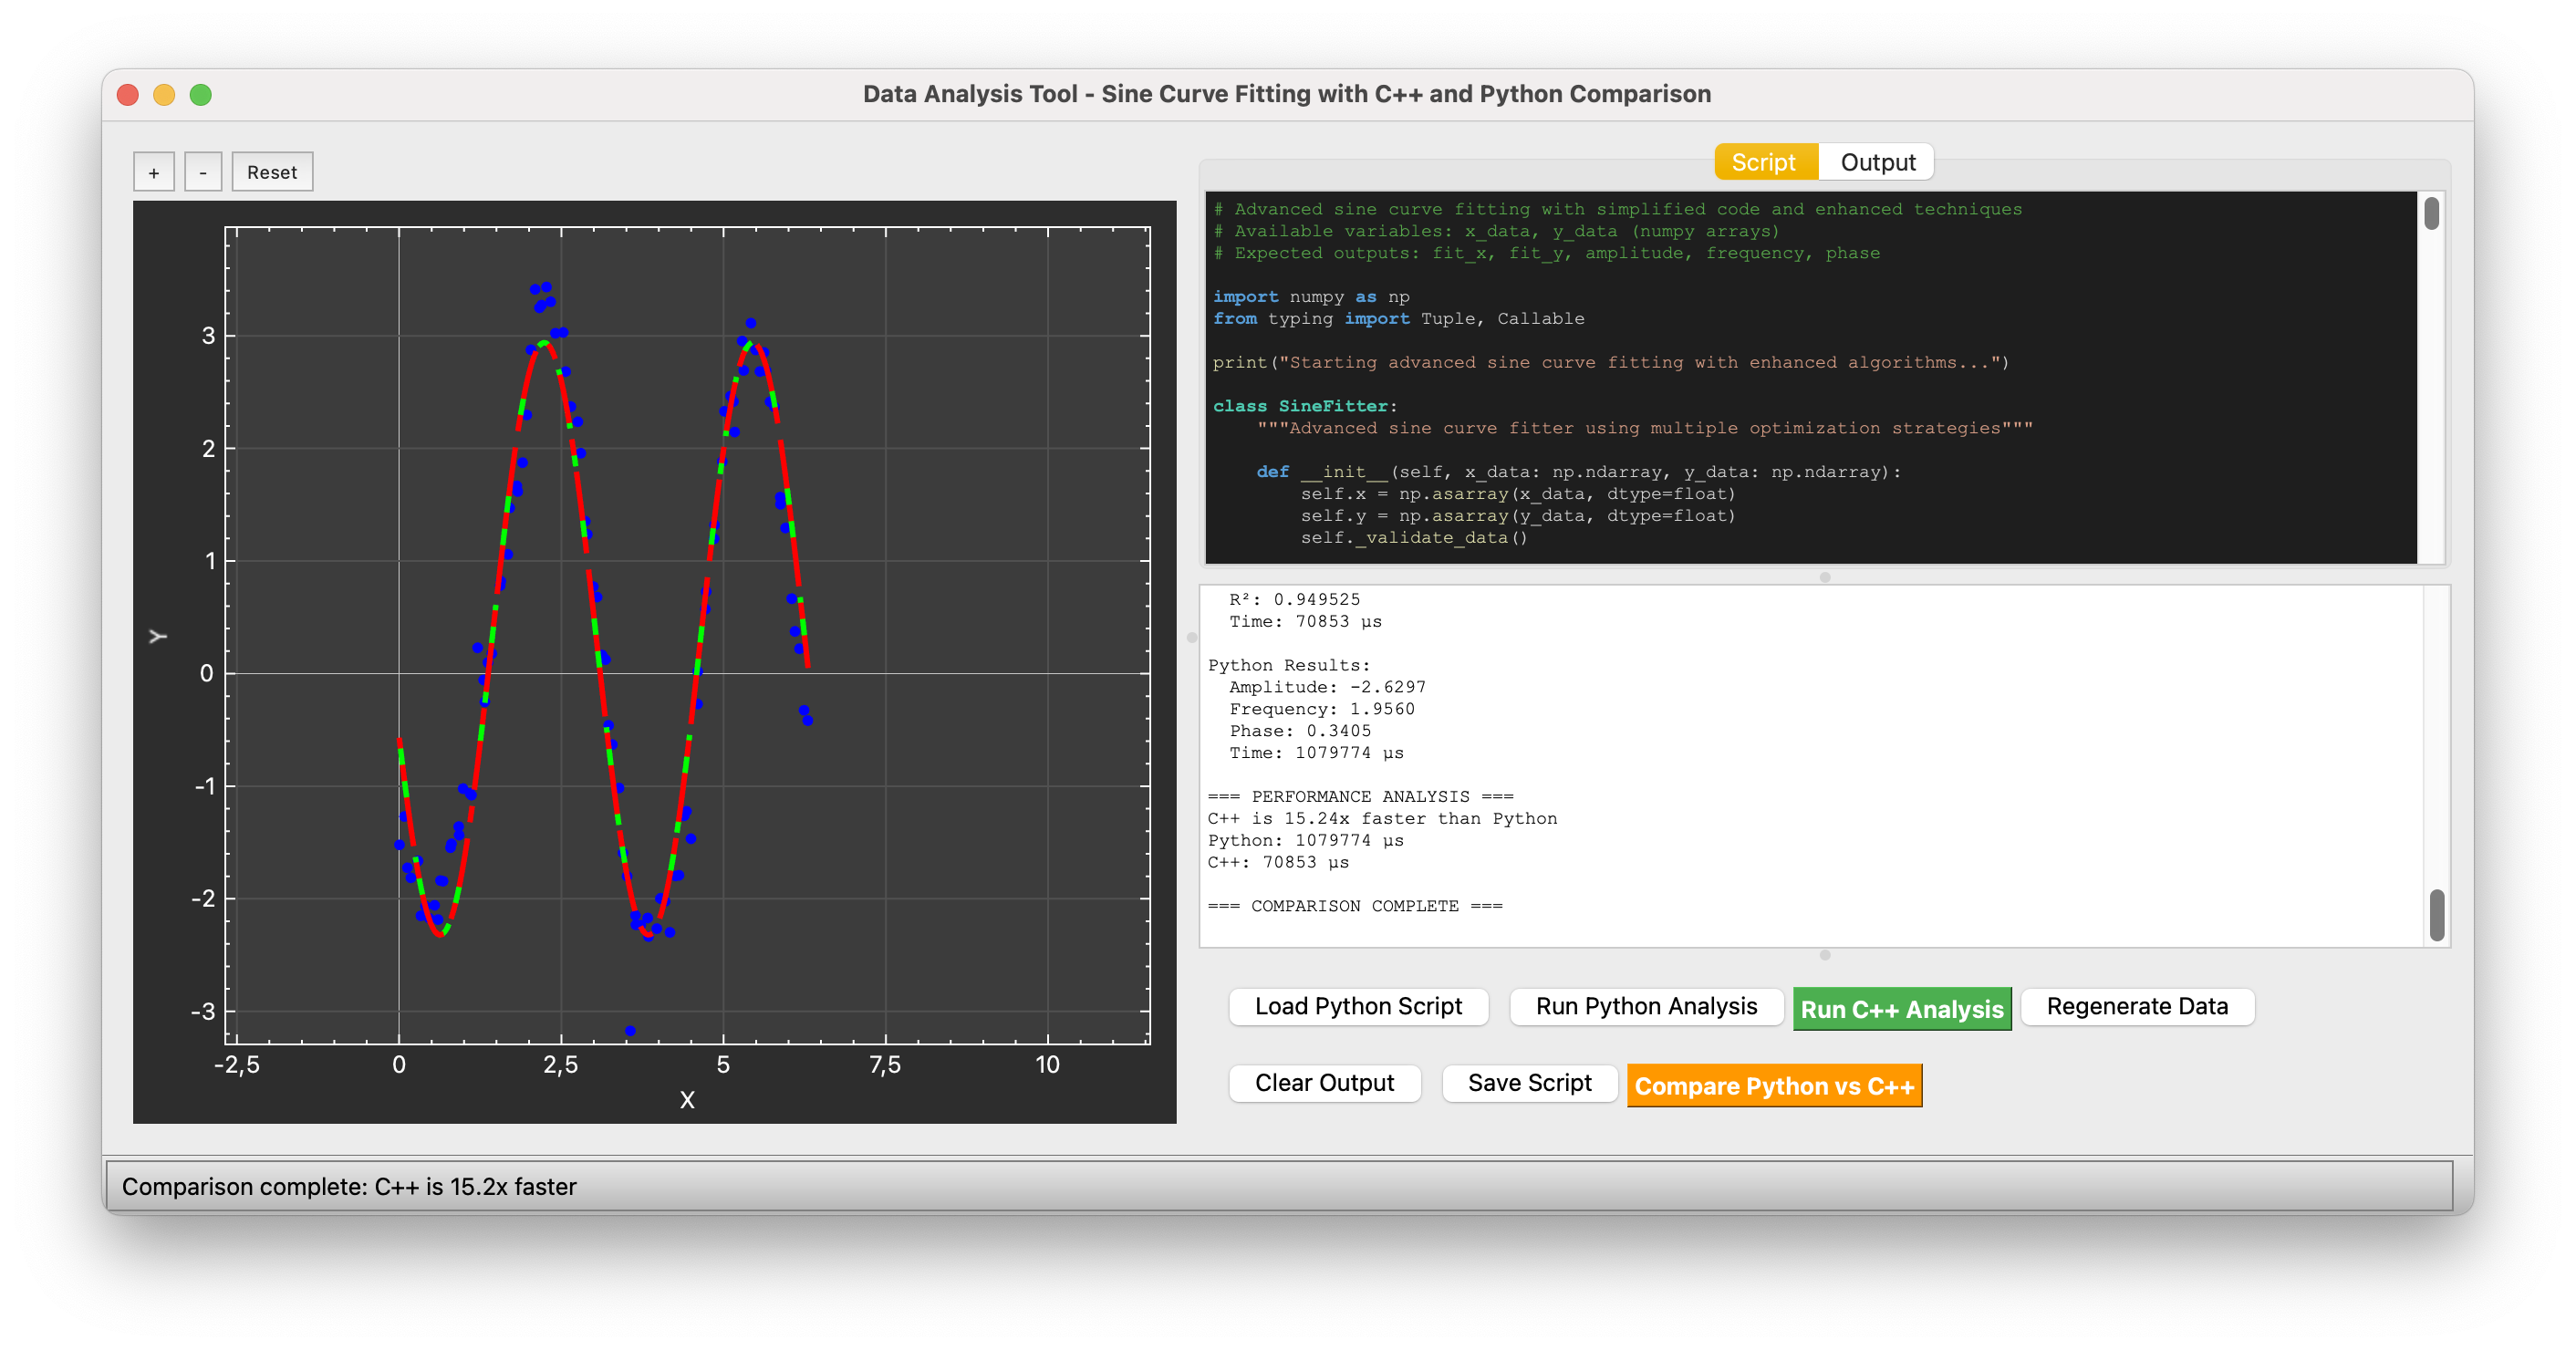 Data Analysis Tool - Sine Curve Fitting with C++ and Python Comparison
+ - Reset
3
2
1
0
-1
-2
-3
Y
-2,5 0 2,5 5 7,5 10
X
Script Output
# Advanced sine curve fitting with simplified code and enhanced techniques
# Available variables: x_data, y_data (numpy arrays)
# Expected outputs: fit_x, fit_y, amplitude, frequency, phase
import numpy as np
from typing import Tuple, Callable
print("Starting advanced sine curve fitting with enhanced algorithms...")
class SineFitter:
"""Advanced sine curve fitter using multiple optimization strategies"""
def __init__(self, x_data: np.ndarray, y_data: np.ndarray):
self.x = np.asarray(x_data, dtype=float)
self.y = np.asarray(y_data, dtype=float)
self._validate_data()
R²: 0.949525
Time: 70853 µs
Python Results:
Amplitude: -2.6297
Frequency: 1.9560
Phase: 0.3405
Time: 1079774 µs
=== PERFORMANCE ANALYSIS ===
C++ is 15.24x faster than Python
Python: 1079774 µs
C++: 70853 µs
=== COMPARISON COMPLETE ===
Load Python Script Run Python Analysis Run C++ Analysis Regenerate Data
Clear Output Save Script Compare Python vs C++
Comparison complete: C++ is 15.2x faster